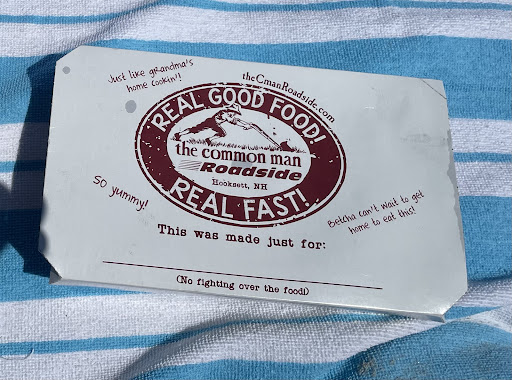 Just like grandma's
home cookin'!
theCmanRoadside.com
REAL GOOD FOOD!
the common man
Roadside
Hooksett, NH
REAL FAST!
So yummy!
Betcha can't wait to get
home to eat this!
This was made just for:
(No fighting over the food!)